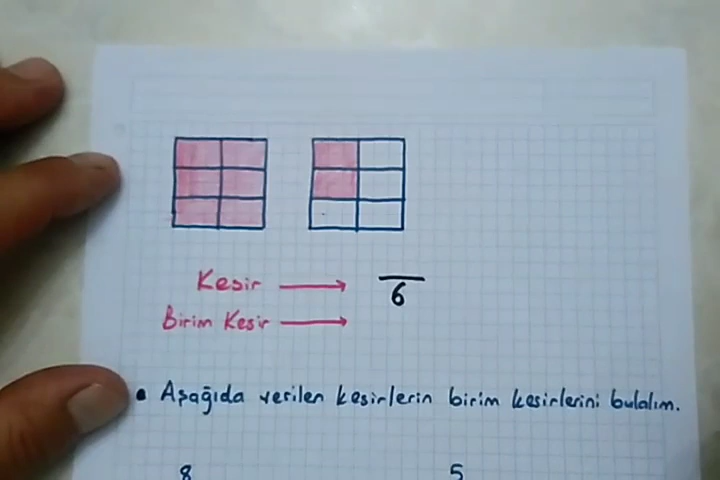 Kesir → —
6
Birim Kesir →
• Aşağıda verilen kesirlerin birim kesirlerini bulalım.
8 5